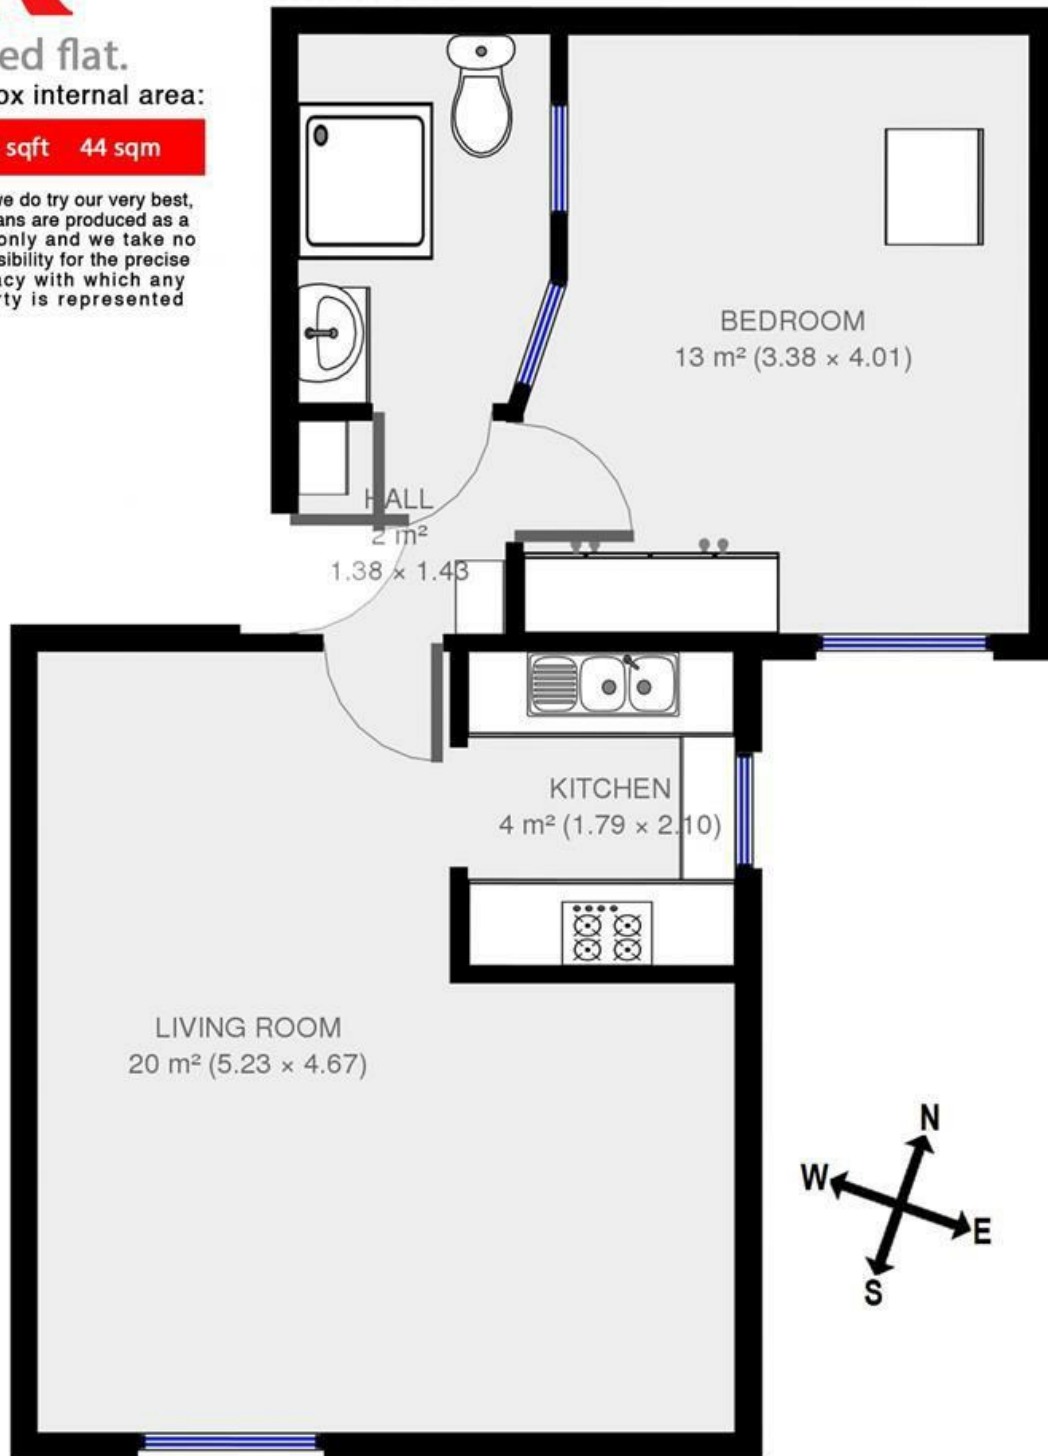 ed flat.
ox internal area:
sqft 44 sqm
we do try our very best,
ans are produced as a
only and we take no
sibility for the precise
acy with which any
rty is represented
BEDROOM
13 m² (3.38 × 4.01)
HALL
2 m²
1.38 × 1.43
KITCHEN
4 m² (1.79 × 2.10)
LIVING ROOM
20 m² (5.23 × 4.67)
N
W
E
S